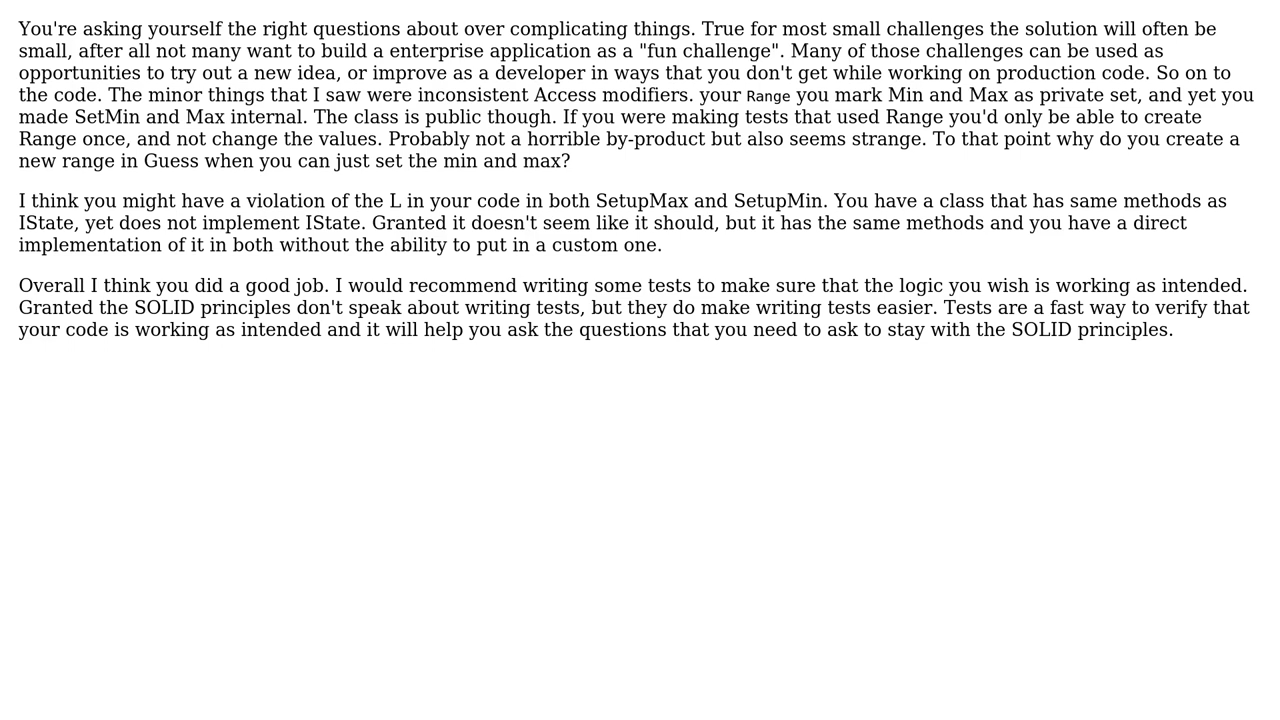 You're asking yourself the right questions about over complicating things. True for most small challenges the solution will often be
small, after all not many want to build a enterprise application as a "fun challenge". Many of those challenges can be used as
opportunities to try out a new idea, or improve as a developer in ways that you don't get while working on production code. So on to
the code. The minor things that I saw were inconsistent Access modifiers. your Range you mark Min and Max as private set, and yet you
made SetMin and Max internal. The class is public though. If you were making tests that used Range you'd only be able to create
Range once, and not change the values. Probably not a horrible by-product but also seems strange. To that point why do you create a
new range in Guess when you can just set the min and max?
I think you might have a violation of the L in your code in both SetupMax and SetupMin. You have a class that has same methods as
IState, yet does not implement IState. Granted it doesn't seem like it should, but it has the same methods and you have a direct
implementation of it in both without the ability to put in a custom one.
Overall I think you did a good job. I would recommend writing some tests to make sure that the logic you wish is working as intended.
Granted the SOLID principles don't speak about writing tests, but they do make writing tests easier. Tests are a fast way to verify that
your code is working as intended and it will help you ask the questions that you need to ask to stay with the SOLID principles.